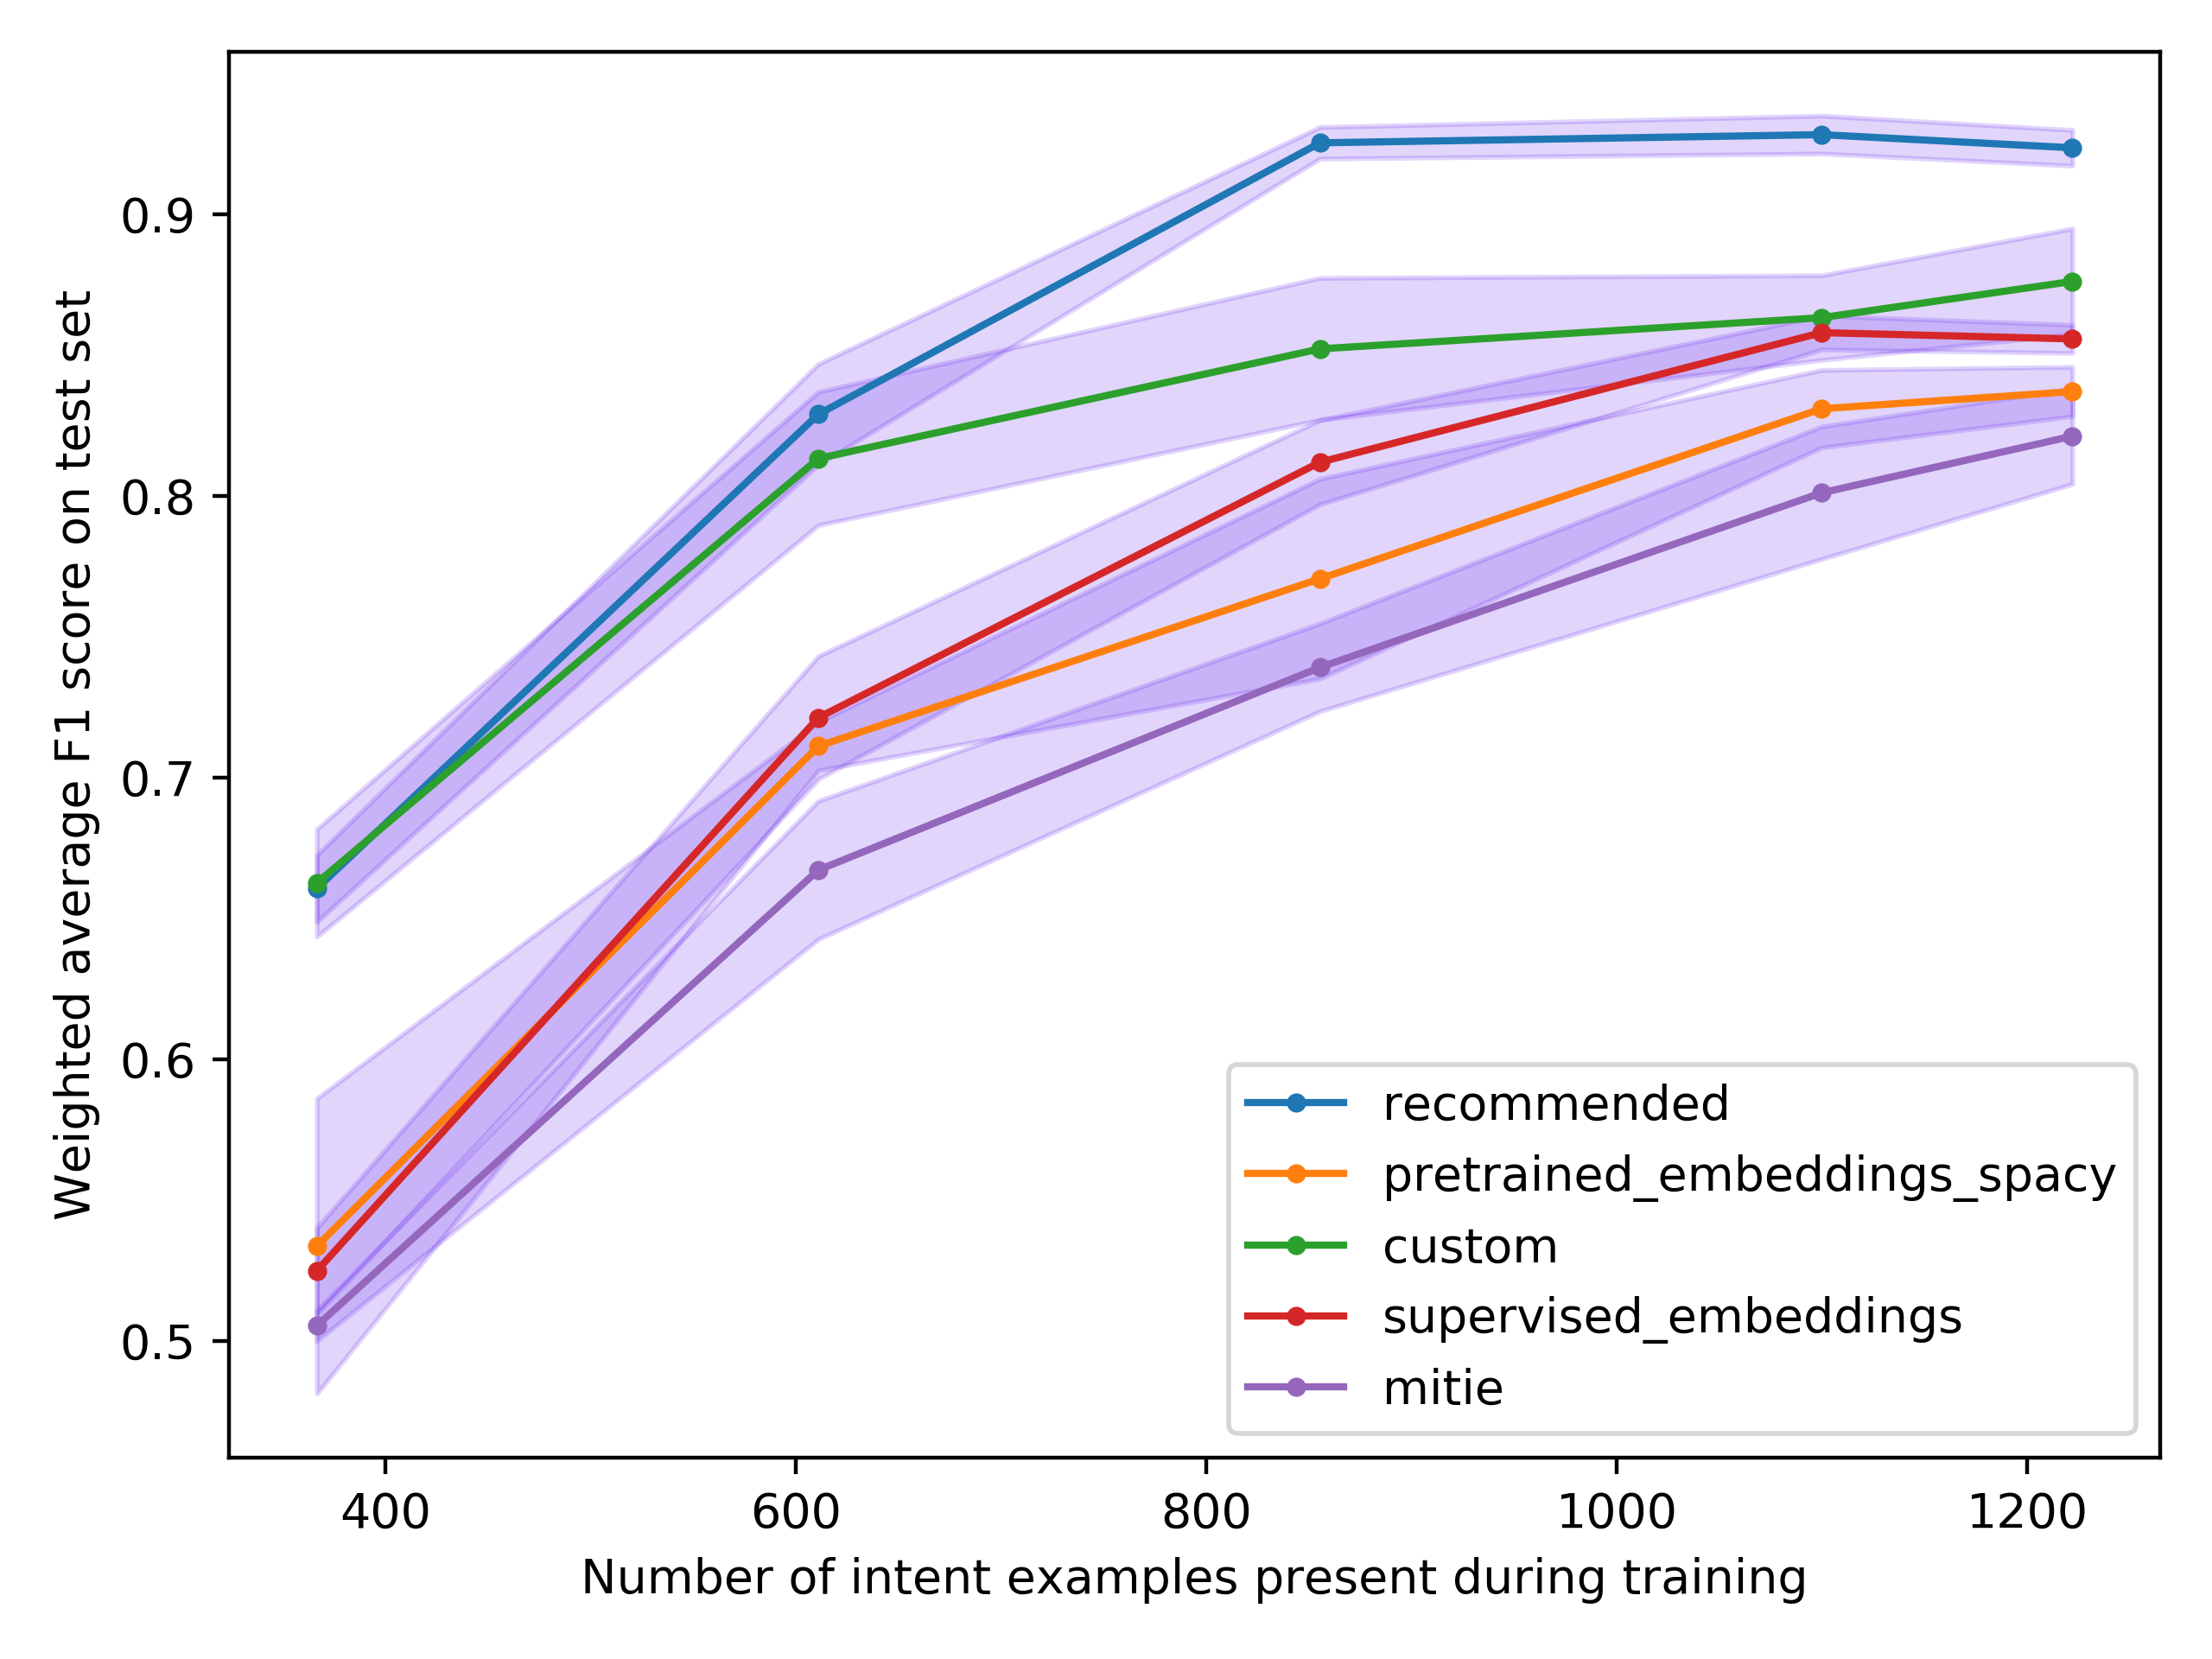 Weighted average F1 score on test set
0.9
0.8
0.7
0.6
0.5
400 600 800 1000 1200
Number of intent examples present during training
recommended
pretrained_embeddings_spacy
custom
supervised_embeddings
mitie